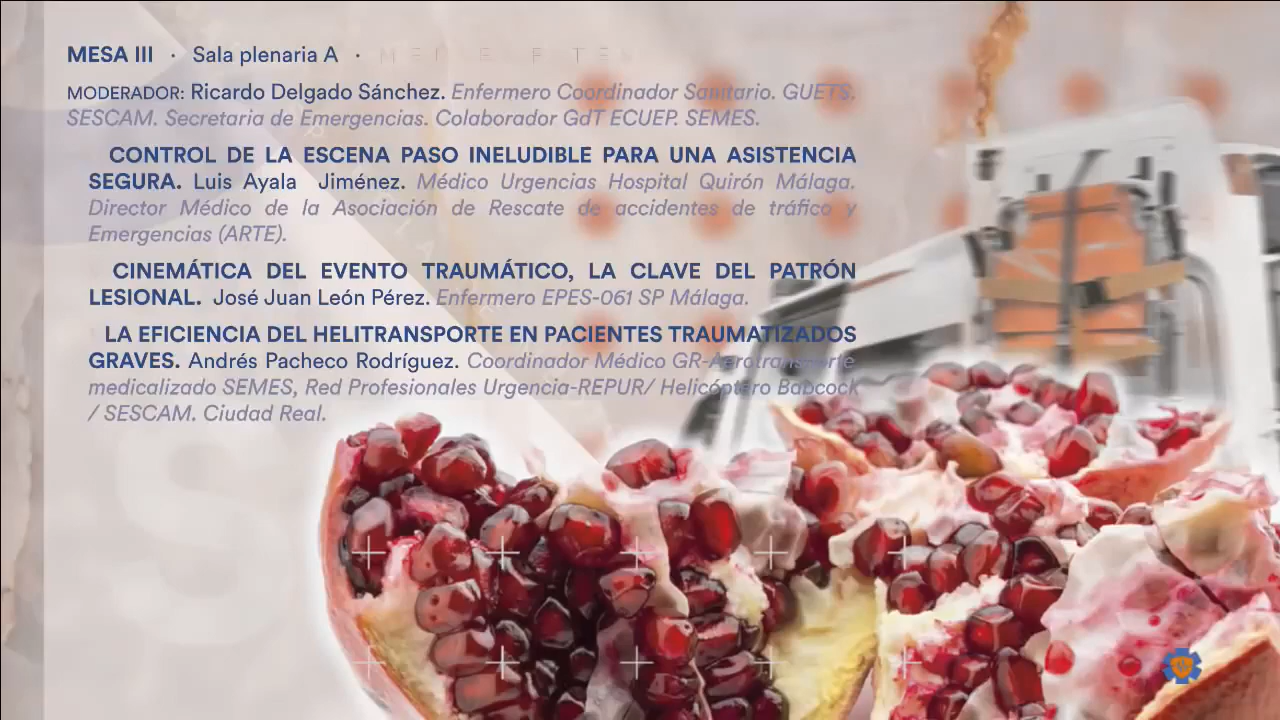 MESA III · Sala plenaria A ·
MODERADOR: Ricardo Delgado Sánchez. Enfermero Coordinador Sanitario. GUETS.
SESCAM. Secretaria de Emergencias. Colaborador GdT ECUEP. SEMES.
CONTROL DE LA ESCENA PASO INELUDIBLE PARA UNA ASISTENCIA
SEGURA. Luis Ayala Jiménez. Médico Urgencias Hospital Quirón Málaga.
Director Médico de la Asociación de Rescate de accidentes de tráfico y
Emergencias (ARTE).
CINEMÁTICA DEL EVENTO TRAUMÁTICO, LA CLAVE DEL PATRÓN
LESIONAL. José Juan León Pérez. Enfermero EPES-061 SP Málaga.
LA EFICIENCIA DEL HELITRANSPORTE EN PACIENTES TRAUMATIZADOS
GRAVES. Andrés Pacheco Rodríguez. Coordinador Médico GR-Aerotransporte
medicalizado SEMES, Red Profesionales Urgencia-REPUR/ Helicóptero Babcock
/ SESCAM. Ciudad Real.